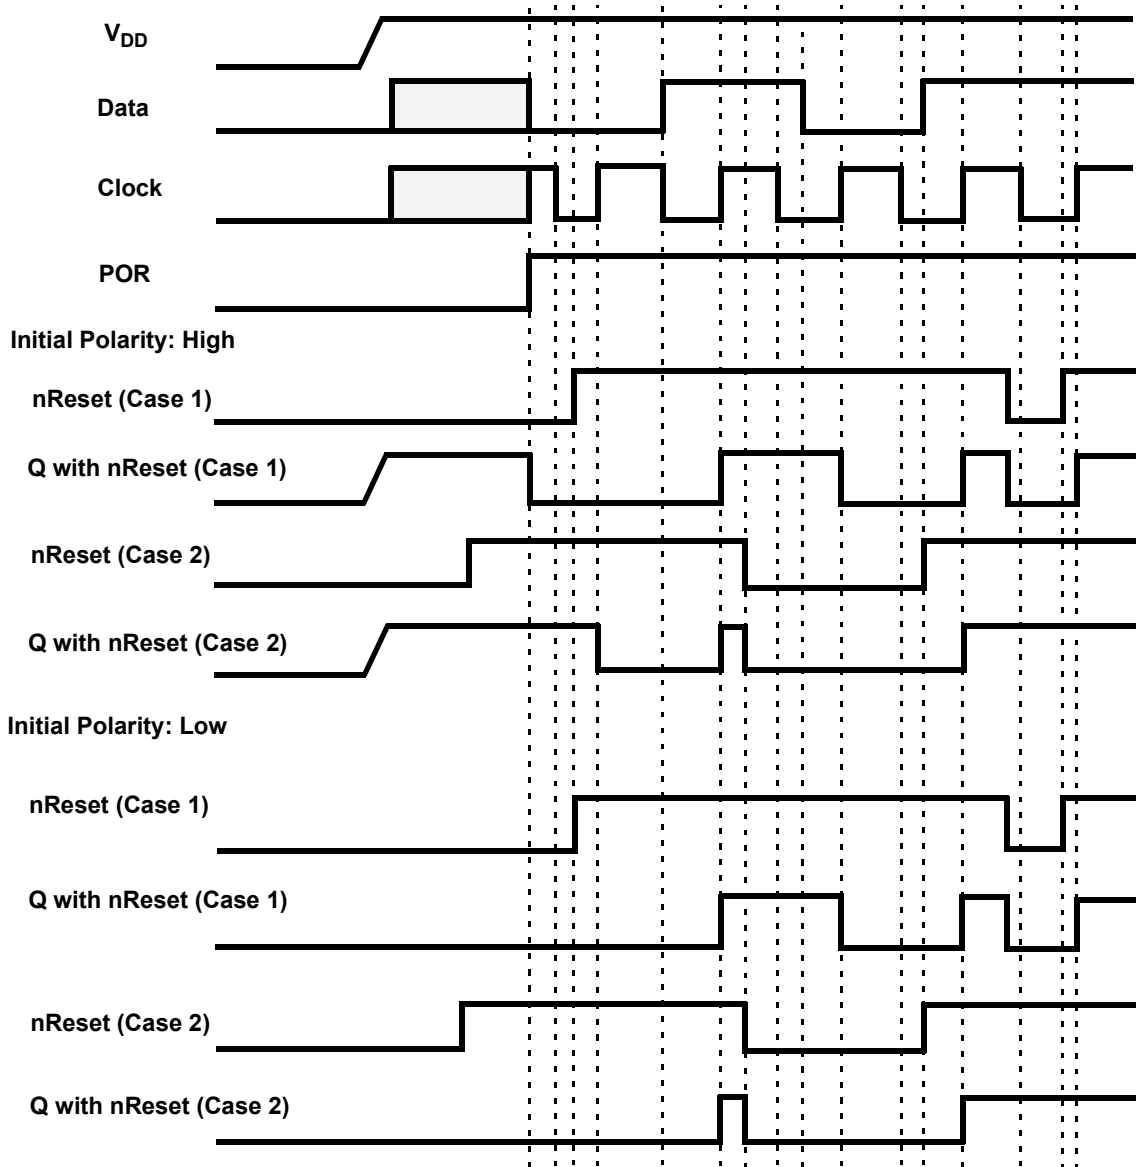 VDD
Data
Clock
POR
Initial Polarity: High
nReset (Case 1)
Q with nReset (Case 1)
nReset (Case 2)
Q with nReset (Case 2)
Initial Polarity: Low
nReset (Case 1)
Q with nReset (Case 1)
nReset (Case 2)
Q with nReset (Case 2)